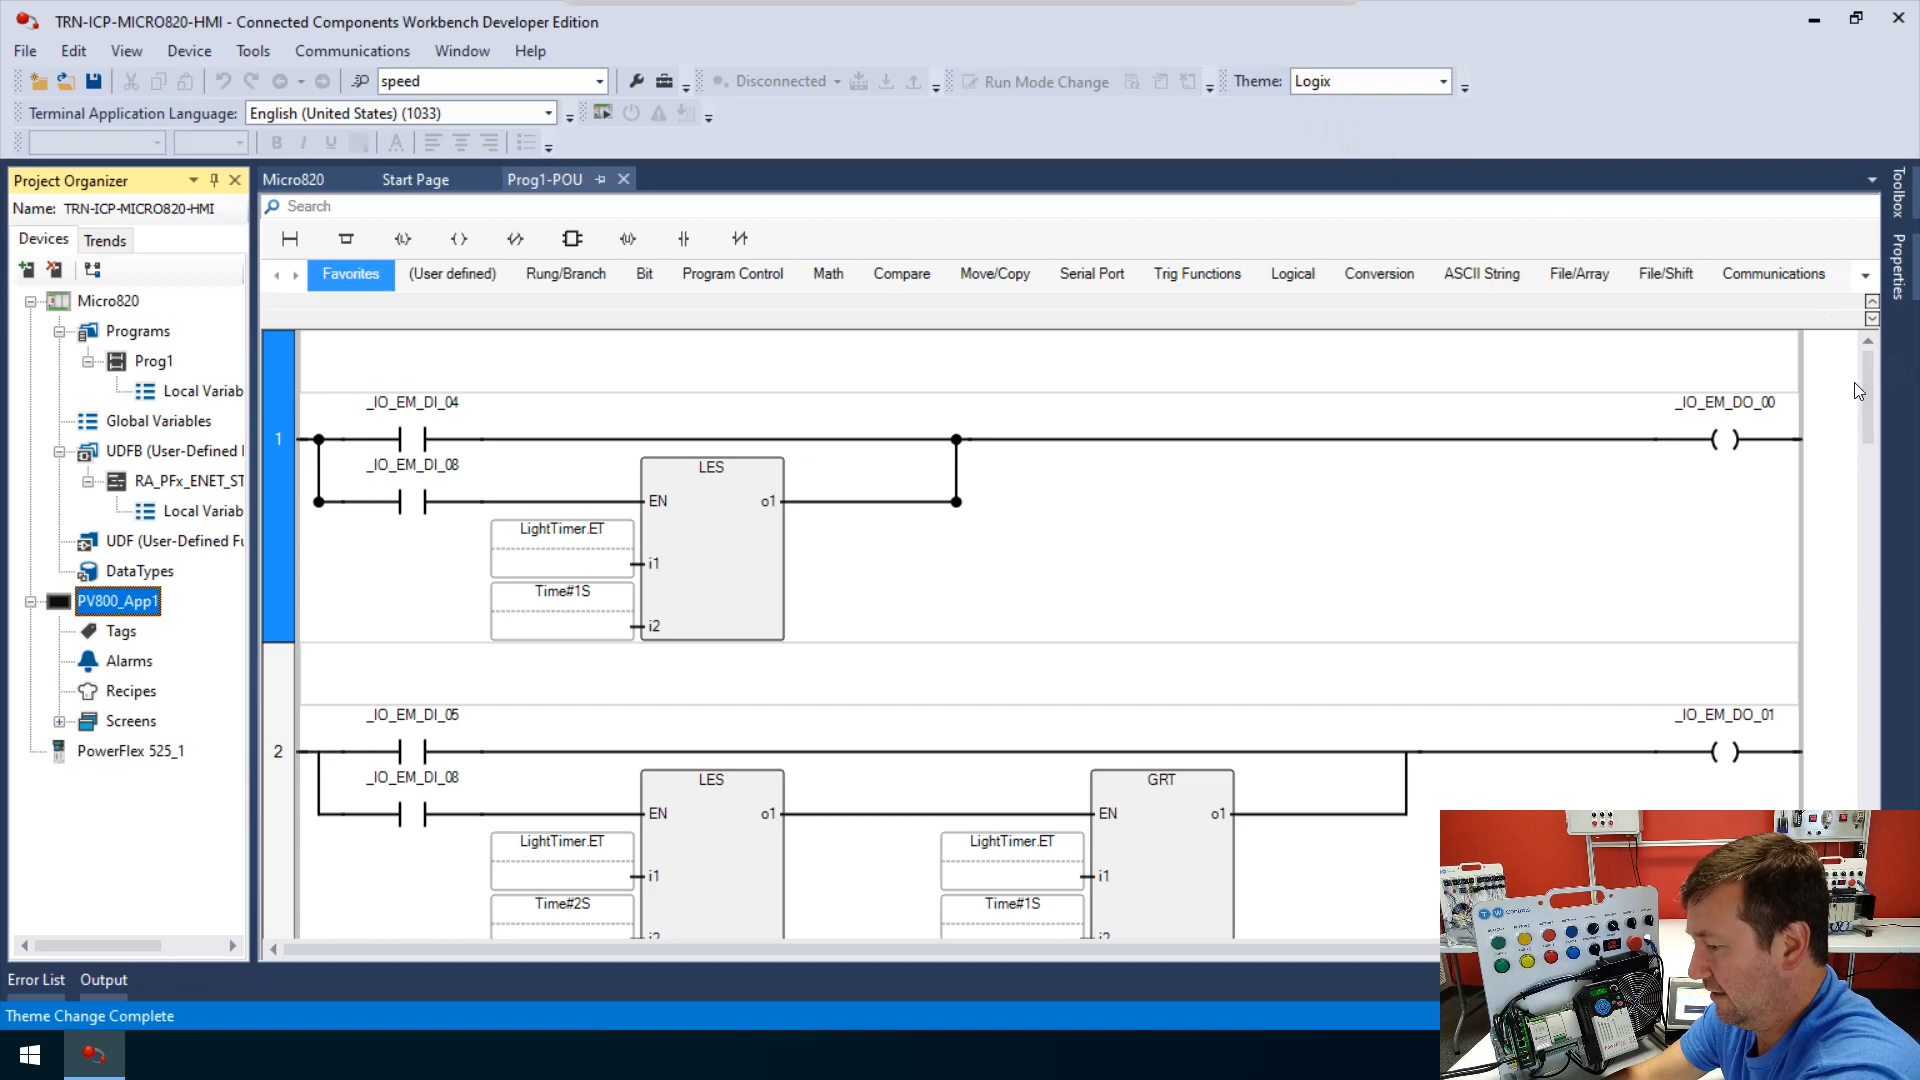 TRN-ICP-MICRO820-HMI - Connected Components Workbench Developer Edition
File Edit View Device Tools Communications Window Help
speed Disconnected Run Mode Change Theme: Logix
Terminal Application Language: English (United States) (1033)
B I U A
Project Organizer
Name: TRN-ICP-MICRO820-HMI
Devices Trends
Micro820
Programs
Prog1
Local Variab
Global Variables
UDFB (User-Defined
RA_PFx_ENET_ST
Local Variab
UDF (User-Defined Fu
DataTypes
PV800_App1
Tags
Alarms
Recipes
Screens
PowerFlex 525_1
Micro820 Start Page Prog1-POU
Search
Favorites (User defined) Rung/Branch Bit Program Control Math Compare Move/Copy Serial Port Trig Functions Logical Conversion ASCII String File/Array File/Shift Communications
_IO_EM_DI_04 _IO_EM_DO_00
1
_IO_EM_DI_08 LES
EN o1
LightTimer.ET
i1
Time#1S
i2
_IO_EM_DI_05 _IO_EM_DO_01
2
_IO_EM_DI_08 LES GRT
EN o1 EN o1
LightTimer.ET LightTimer.ET
i1 i1
Time#2S Time#1S
i2 i2
Toolbox
Properties
Error List Output
Theme Change Complete
TW Controls